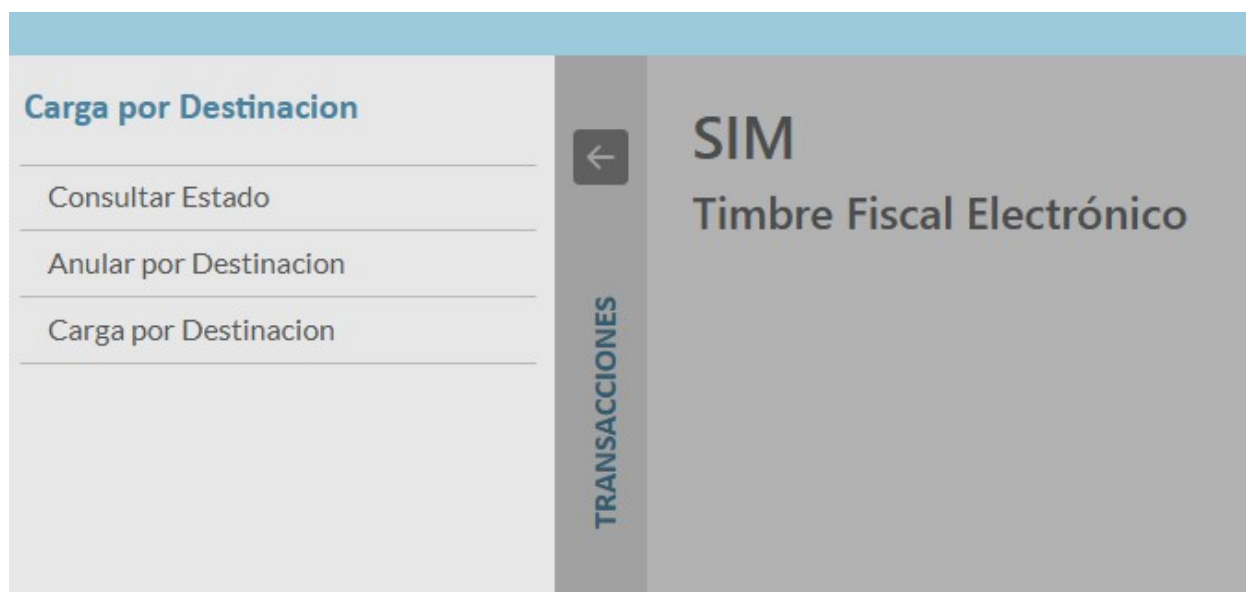 Carga por Destinacion
Consultar Estado
Anular por Destinacion
Carga por Destinacion
TRANSACCIONES
SIM
Timbre Fiscal Electrónico